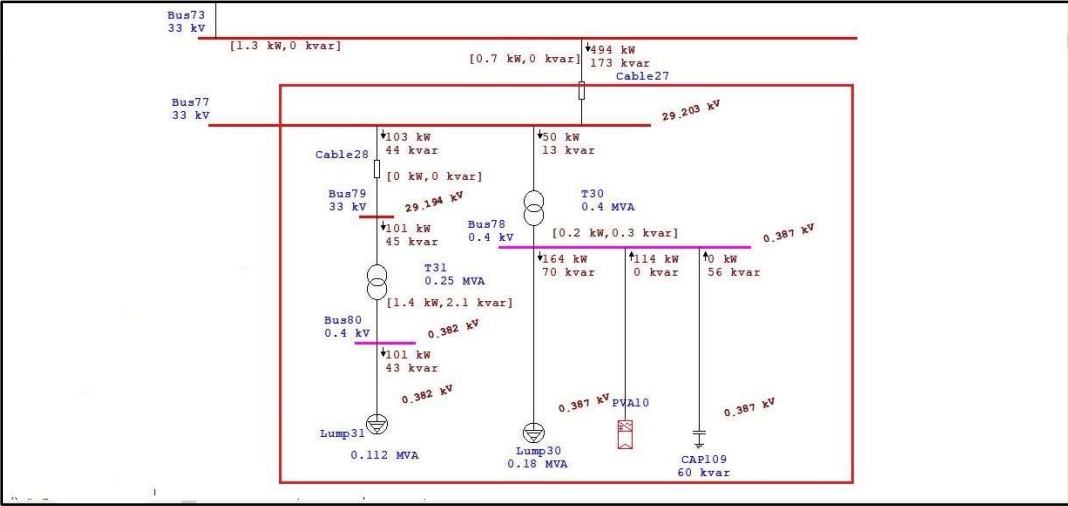 Bus73
33 kV
[1.3 kW,0 kvar]
[0.7 kW,0 kvar]
494 kW
173 kvar
Cable27
Bus77
33 kV
29.203 kV
103 kW
44 kvar
50 kW
13 kvar
Cable28
[0 kW,0 kvar]
Bus79
33 kV
29.194 kV
T30
0.4 MVA
101 kW
45 kvar
Bus78
0.4 kV
[0.2 kW,0.3 kvar]
0.387 kV
164 kW
70 kvar
114 kW
0 kvar
0 kW
56 kvar
T31
0.25 MVA
[1.4 kW,2.1 kvar]
Bus80
0.4 kV
0.382 kV
101 kW
43 kvar
0.382 kV
0.387 kV
PVA10
0.387 kV
Lump31
0.112 MVA
Lump30
0.18 MVA
CAP109
60 kvar